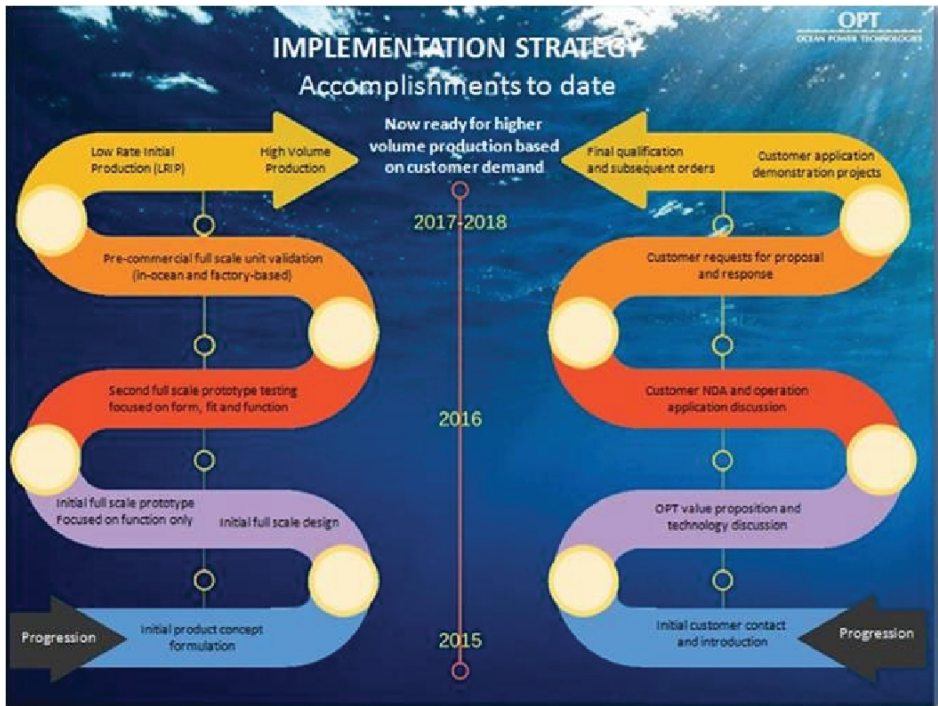 OPT
OCEAN POWER TECHNOLOGIES
IMPLEMENTATION STRATEGY
Accomplishments to date
Now ready for higher
volume production based
on customer demand
Low Rate Initial
Production (LRIP)
High Volume
Production
Final qualification
and subsequent orders
Customer application
demonstration projects
2017-2018
Pre-commercial full scale unit validation
(in-ocean and factory-based)
Customer requests for proposal
and response
Second full scale prototype testing
focused on form, fit and function
2016
Customer NDA and operation
application discussion
Initial full scale prototype
Focused on function only
Initial full scale design
OPT value proposition and
technology discussion
Progression
Initial product concept
formulation
2015
Initial customer contact
and introduction
Progression